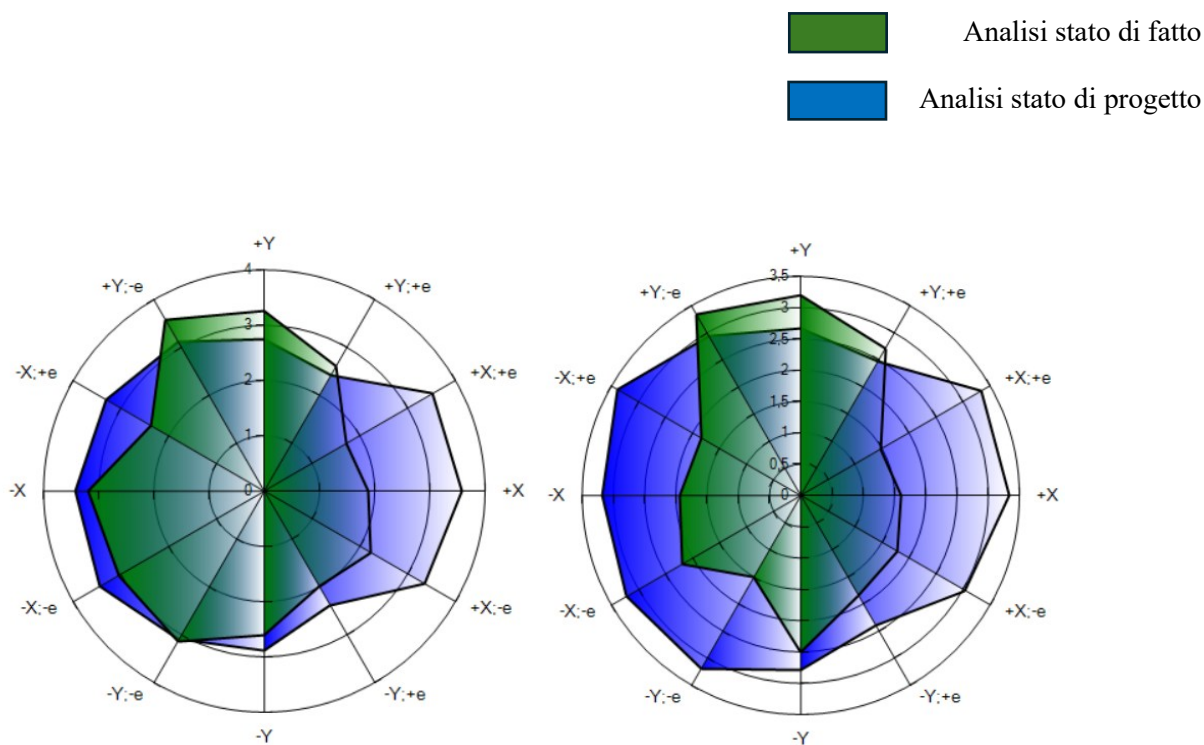 Analisi stato di fatto
Analisi stato di progetto
+Y
4
+Y;-e
+Y;+e
3
-X;+e
+X;+e
2
1
-X
0
+X
-X;-e
+X;-e
-Y;-e
-Y;+e
-Y
+Y
3,5
+Y;-e
+Y;+e
3
2,5
-X;+e
+X;+e
2
1,5
1
0,5
-X
0
+X
-X;-e
+X;-e
-Y;-e
-Y;+e
-Y